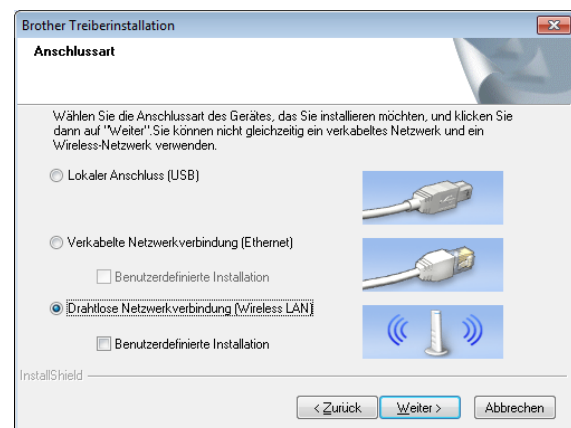 Brother Treiberinstallation
Anschlussart
Wählen Sie die Anschlussart des Gerätes, das Sie installieren möchten, und klicken Sie
dann auf "Weiter".Sie können nicht gleichzeitig ein verkabeltes Netzwerk und ein
Wireless-Netzwerk verwenden.
Lokaler Anschluss (USB)
Verkabelte Netzwerkverbindung (Ethernet)
Benutzerdefinierte Installation
Drahtlose Netzwerkverbindung (Wireless LAN)
Benutzerdefinierte Installation
InstallShield
< Zurück Weiter > Abbrechen